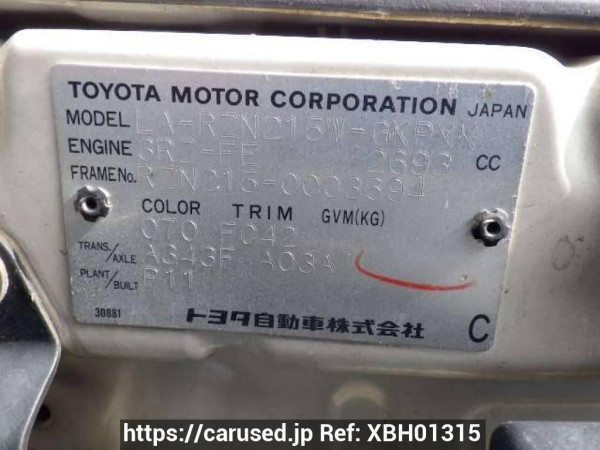 TOYOTA MOTOR CORPORATION JAPAN
MODEL LA-RZN215W-GKPXK
ENGINE 3RZ-FE 2693 CC
FRAME No. RZN215-0003394
COLOR TRIM GVM(KG)
070 FC42
TRANS./AXLE A343F A03A
PLANT/BUILT P11
30881
トヨタ自動車株式会社 C
https://carused.jp Ref: XBH01315